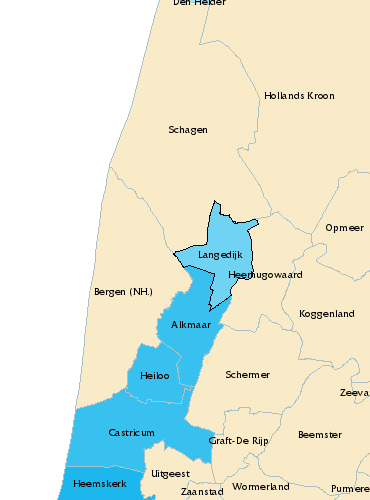 Den Helder
Hollands Kroon
Schagen
Opmeer
Langedijk
Heerhugowaard
Bergen (NH.)
Koggenland
Alkmaar
Heiloo
Schermer
Zeeva
Castricum
Graft-De Rijp
Beemster
Uitgeest
Heemskerk
Wormerland
Purmere
Zaanstad